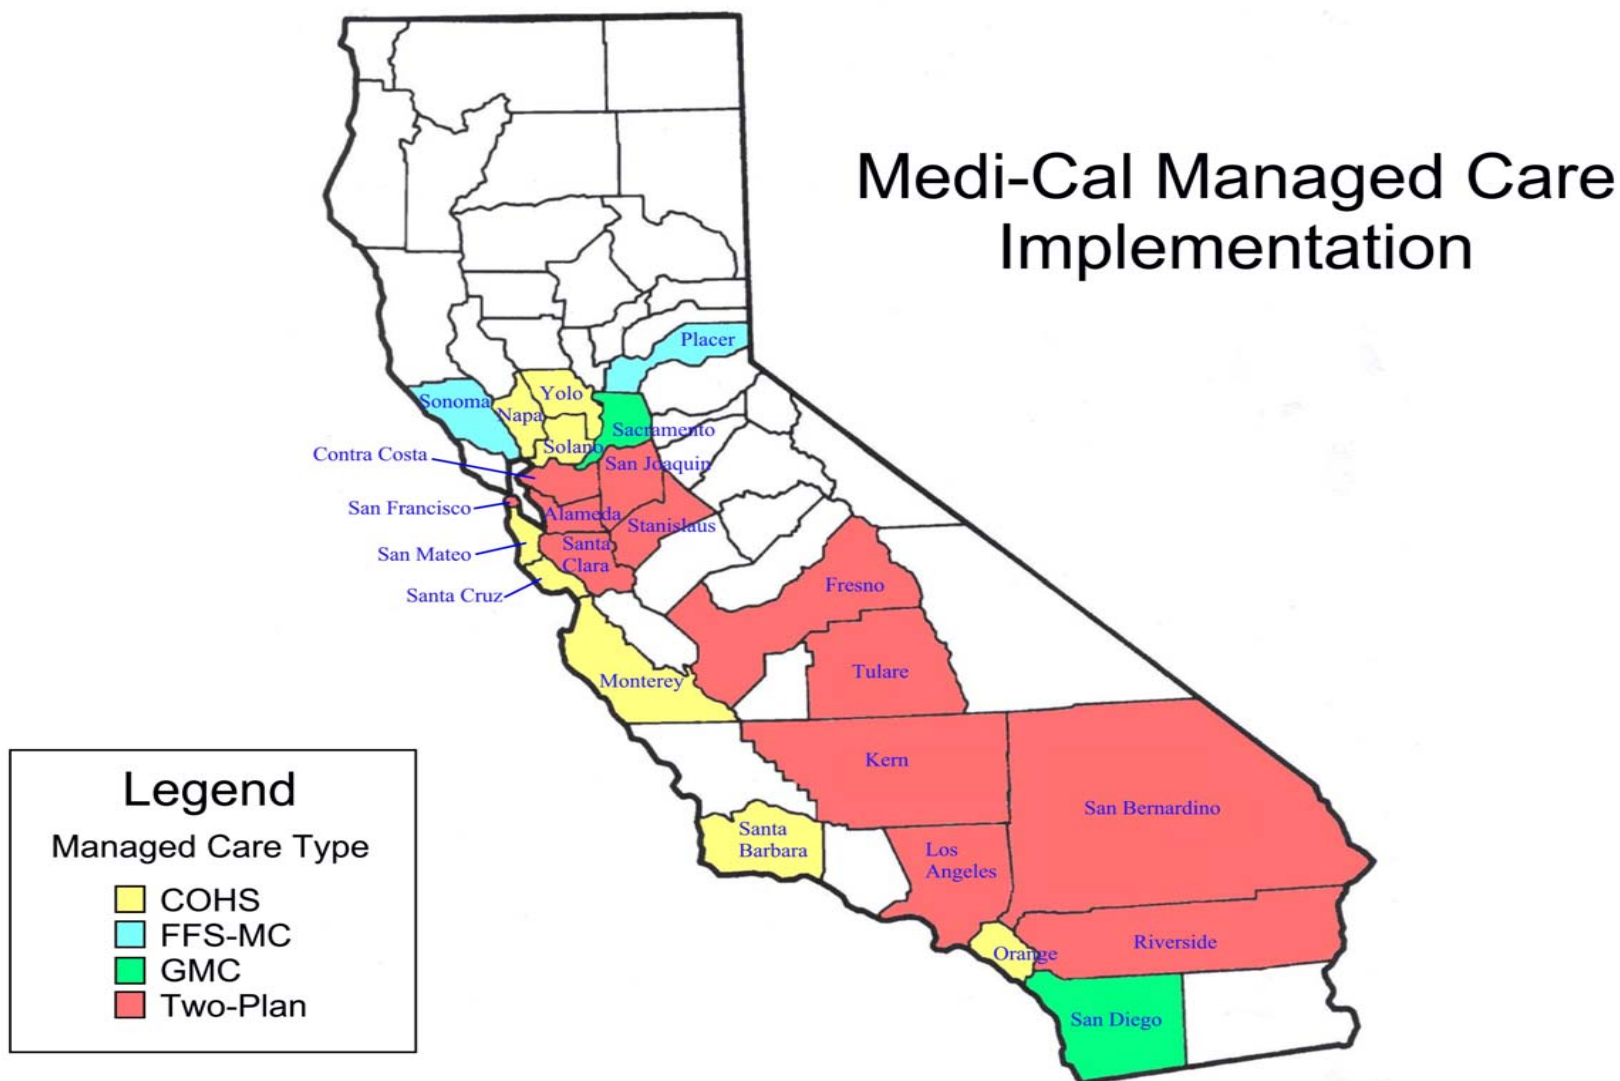 Medi-Cal Managed Care
Implementation
Placer
Sonoma
Yolo
Napa
Sacramento
Solano
Contra Costa
San Joaquin
San Francisco
Alameda
Stanislaus
San Mateo
Santa
Clara
Santa Cruz
Fresno
Tulare
Monterey
Kern
San Bernardino
Santa
Barbara
Los
Angeles
Orange
Riverside
San Diego
Legend
Managed Care Type
COHS
FFS-MC
GMC
Two-Plan